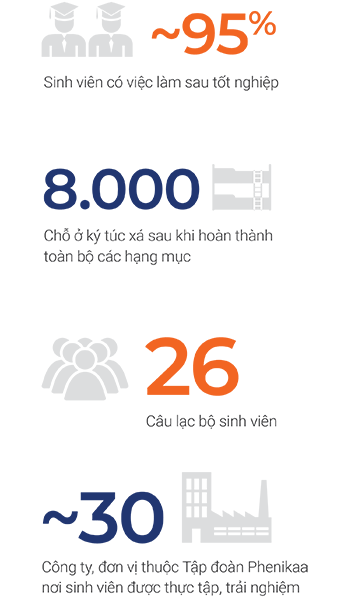 ~95%
Sinh viên có việc làm sau tốt nghiệp
8.000
Chỗ ở ký túc xá sau khi hoàn thành
toàn bộ các hạng mục
26
Câu lạc bộ sinh viên
~30
Công ty, đơn vị thuộc Tập đoàn Phenikaa
nơi sinh viên được thực tập, trải nghiệm